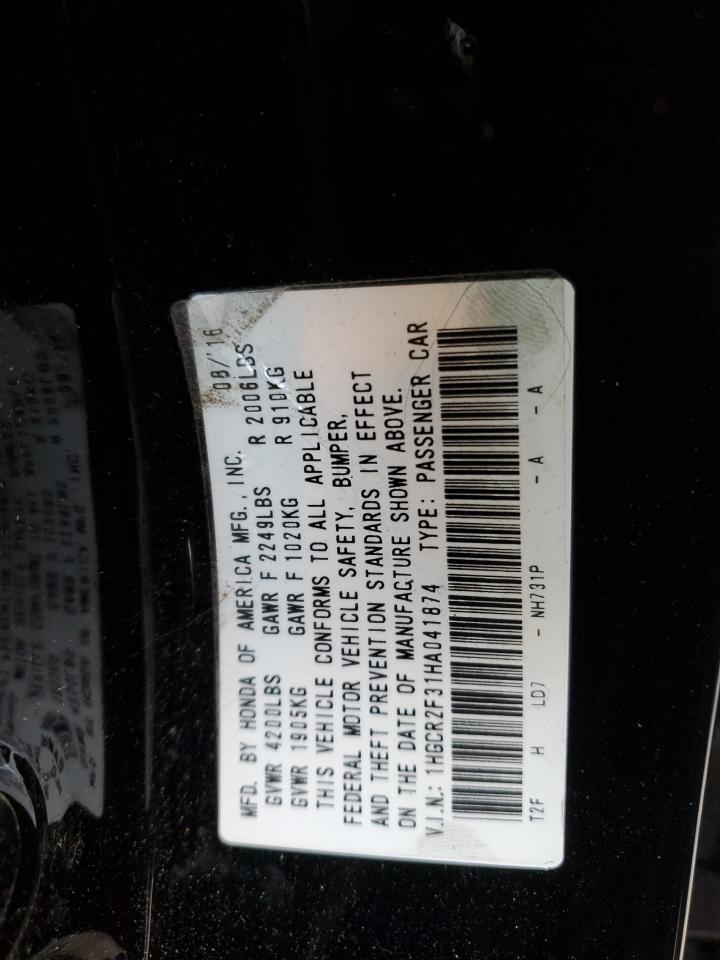 MFD. BY HONDA OF AMERICA MFG., INC. 08/'16
GVWR 4200LBS GAWR F 2249LBS R 2006LBS
GVWR 1905KG GAWR F 1020KG R 910KG
THIS VEHICLE CONFORMS TO ALL APPLICABLE
FEDERAL MOTOR VEHICLE SAFETY, BUMPER,
AND THEFT PREVENTION STANDARDS IN EFFECT
ON THE DATE OF MANUFACTURE SHOWN ABOVE.
V.I.N.: 1HGCR2F31HA041874 TYPE: PASSENGER CAR
T2F H LD7 - NH731P - A - A